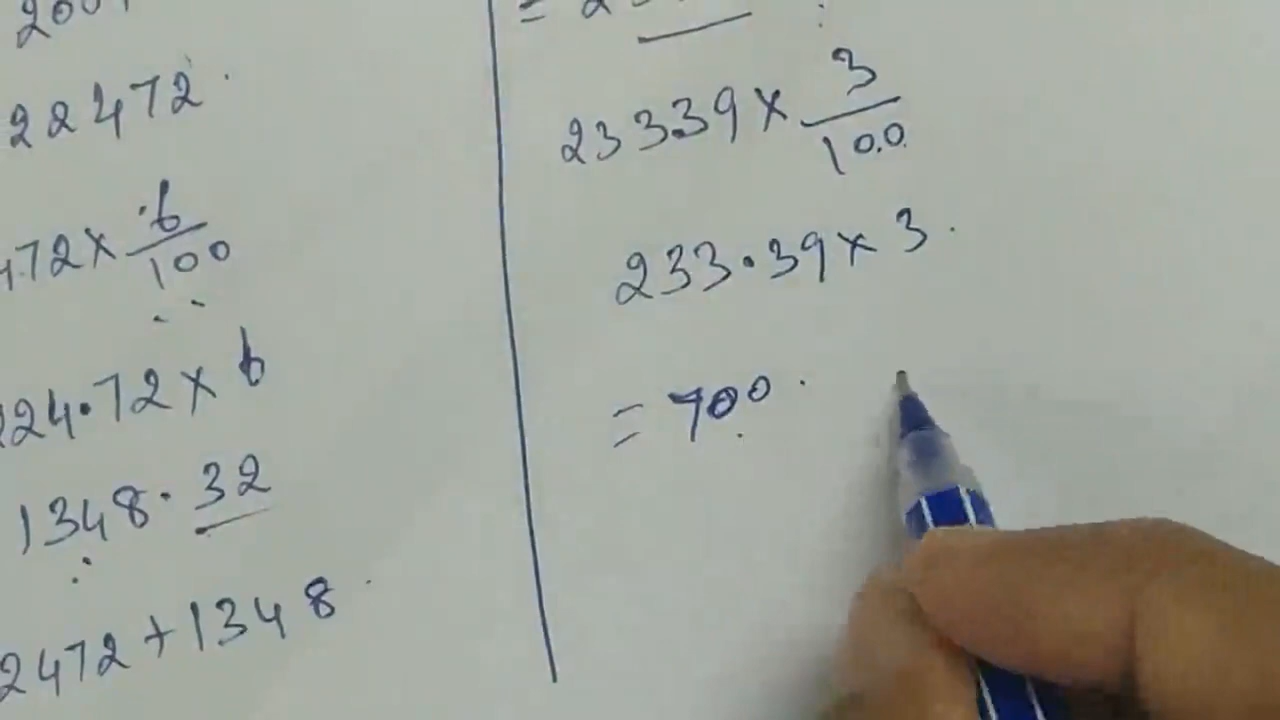 22472
472 × 6/100
224.72 × 6
1348.32
2472 + 1348
23339 × 3/100
233.39 × 3
= 700